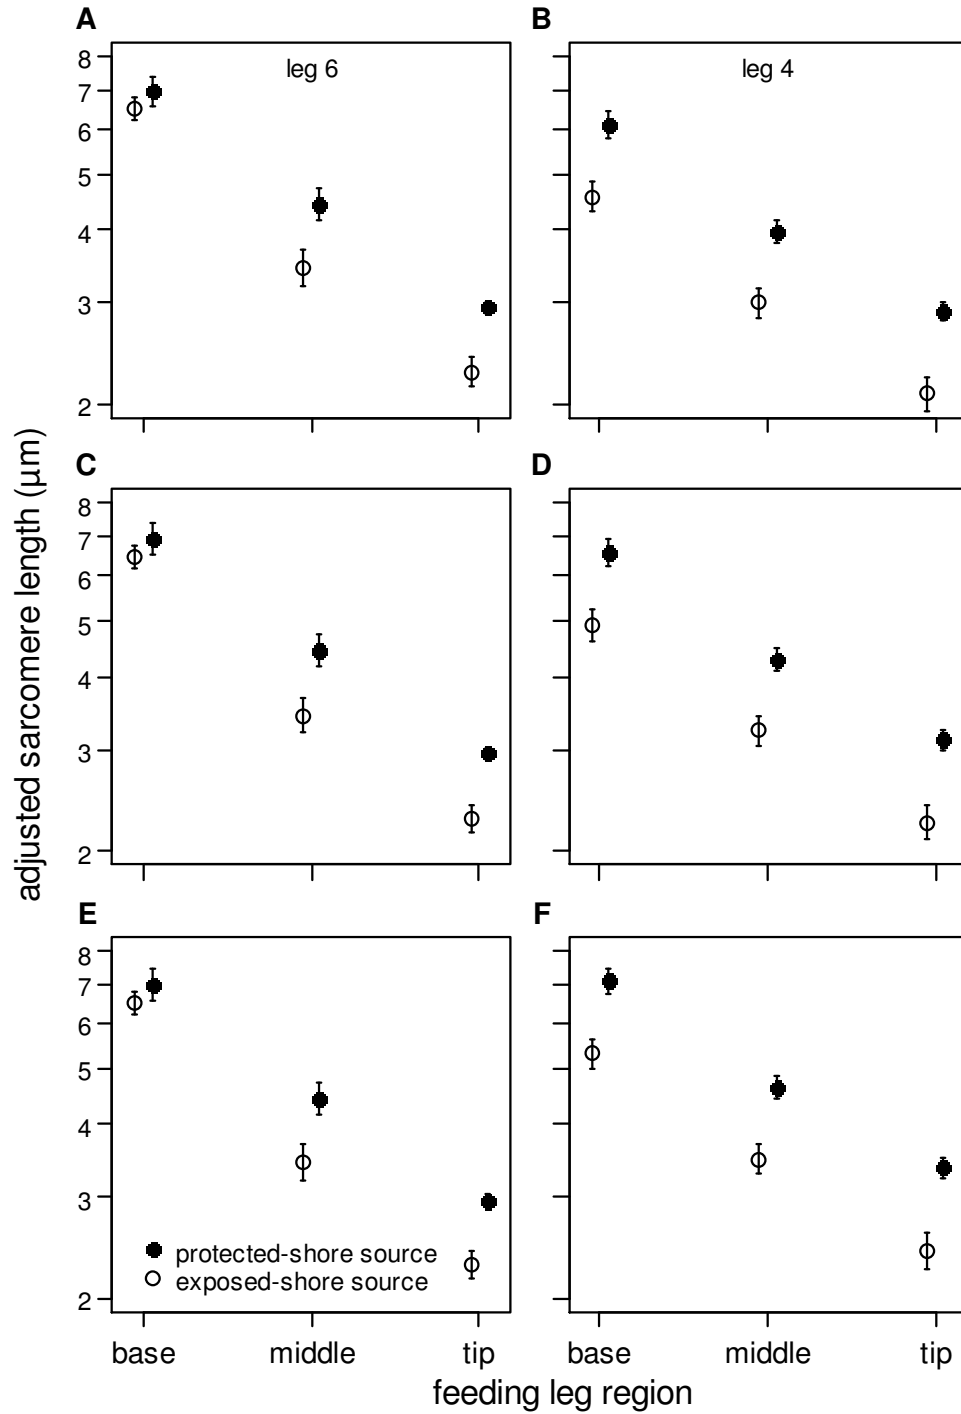 A
B
leg 6
leg 4
8
7
6
5
4
3
2
C
D
8
7
6
5
4
3
2
adjusted sarcomere length (µm)
E
F
8
7
6
5
4
3
2
protected-shore source
exposed-shore source
base middle tip
base middle tip
feeding leg region